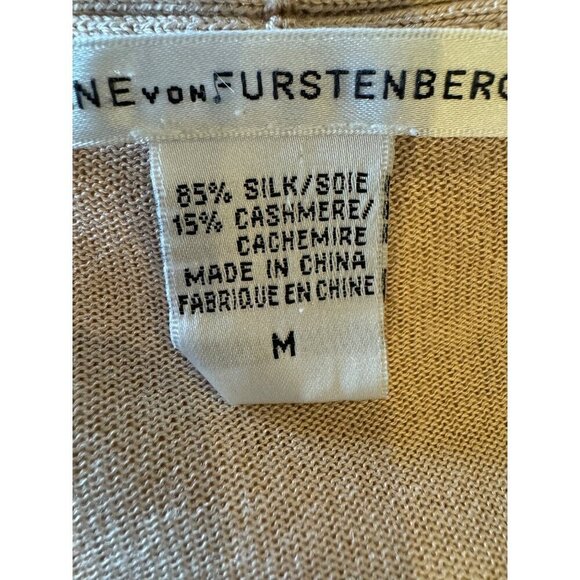 NE VON FURSTENBERG
85% SILK/SOIE
15% CASHMERE/
CACHEMIRE
MADE IN CHINA
FABRIQUE EN CHINE
M